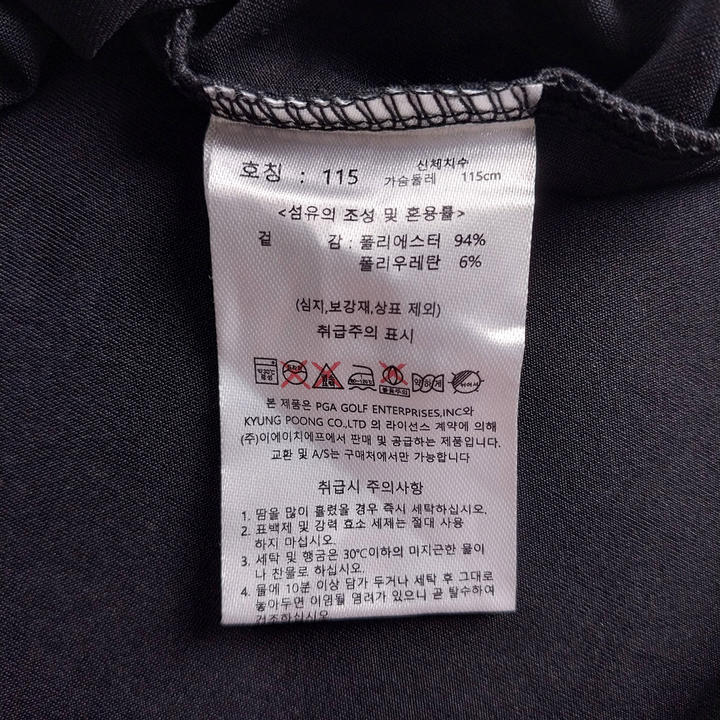 호칭 : 115
신체치수
가슴둘레 115cm
<섬유의 조성 및 혼용률>
겉 감 : 폴리에스터 94%
폴리우레탄 6%
(심지,보강재,상표 제외)
취급주의 표시
약하게
본 제품은 PGA GOLF ENTERPRISES,INC와
KYUNG POONG CO.,LTD 의 라이선스 계약에 의해
(주)이에이치에프에서 판매 및 공급하는 제품입니다.
교환 및 A/S는 구매처에서만 가능합니다
취급시 주의사항
1. 땀을 많이 흘렸을 경우 즉시 세탁하십시오.
2. 표백제 및 강력 효소 세제는 절대 사용
하지 마십시오.
3. 세탁 및 헹굼은 30℃이하의 미지근한 물이
나 찬물로 하십시오.
4. 물에 10분 이상 담가 두거나 세탁 후 그대로
놓아두면 이염될 염려가 있으니 곧 탈수하여
건조하십시오